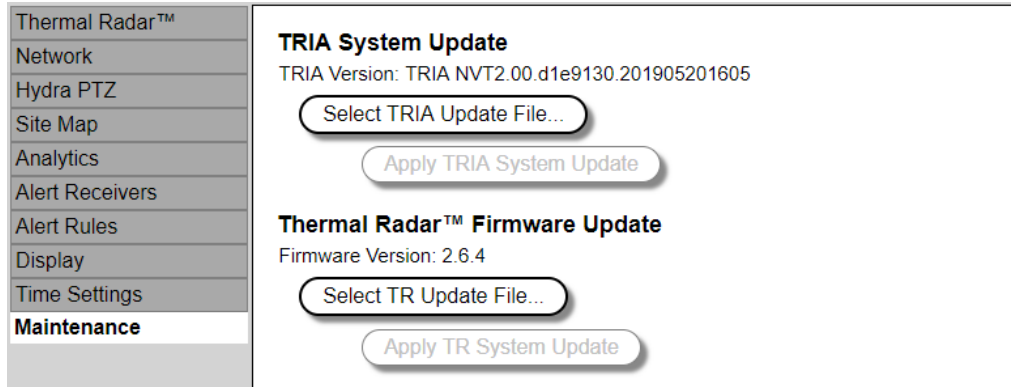 Thermal Radar™
Network
Hydra PTZ
Site Map
Analytics
Alert Receivers
Alert Rules
Display
Time Settings
Maintenance
TRIA System Update
TRIA Version: TRIA NVT2.00.d1e9130.201905201605
Select TRIA Update File...
Apply TRIA System Update
Thermal Radar™ Firmware Update
Firmware Version: 2.6.4
Select TR Update File...
Apply TR System Update